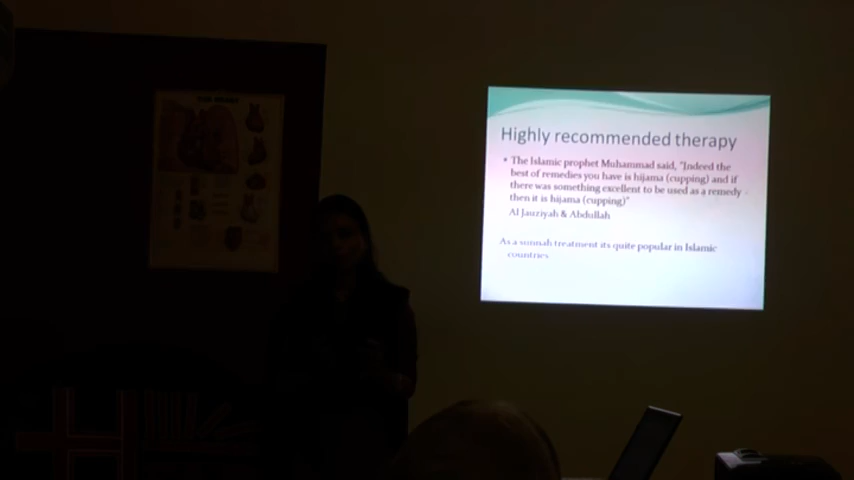 Highly recommended therapy
• The Islamic prophet Muhammad said, "Indeed the
best of remedies you have is hijama (cupping) and if
there was something excellent to be used as a remedy
then it is hijama (cupping)"
Al Jauziyah & Abdullah
As a sunnah treatment its quite popular in Islamic
countries